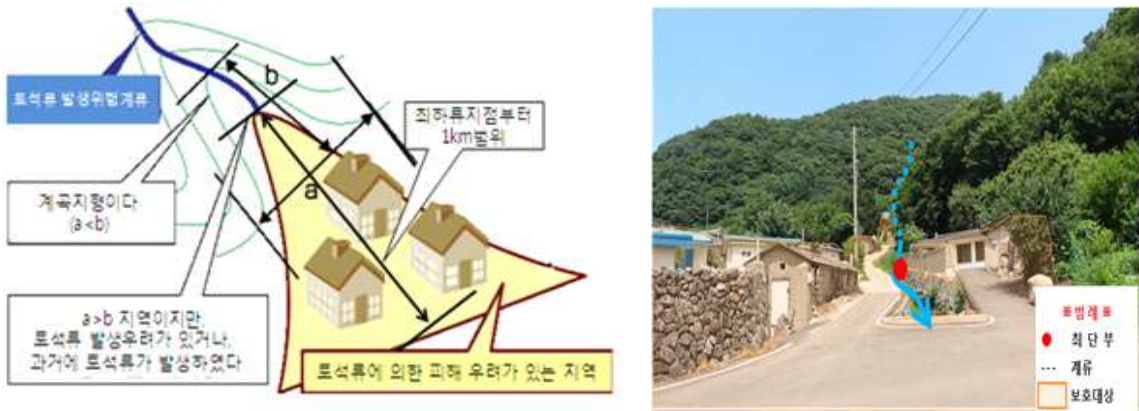 토석류 발생위험계류
b
최하류지점부터
1km범위
a
계곡지형이다
(a<b)
a>b 지역이지만
토석류 발생우려가 있거나,
과거에 토석류가 발생하였다
토석류에 의한 피해 우려가 있는 지역
※범례※
최단부
계류
보호대상